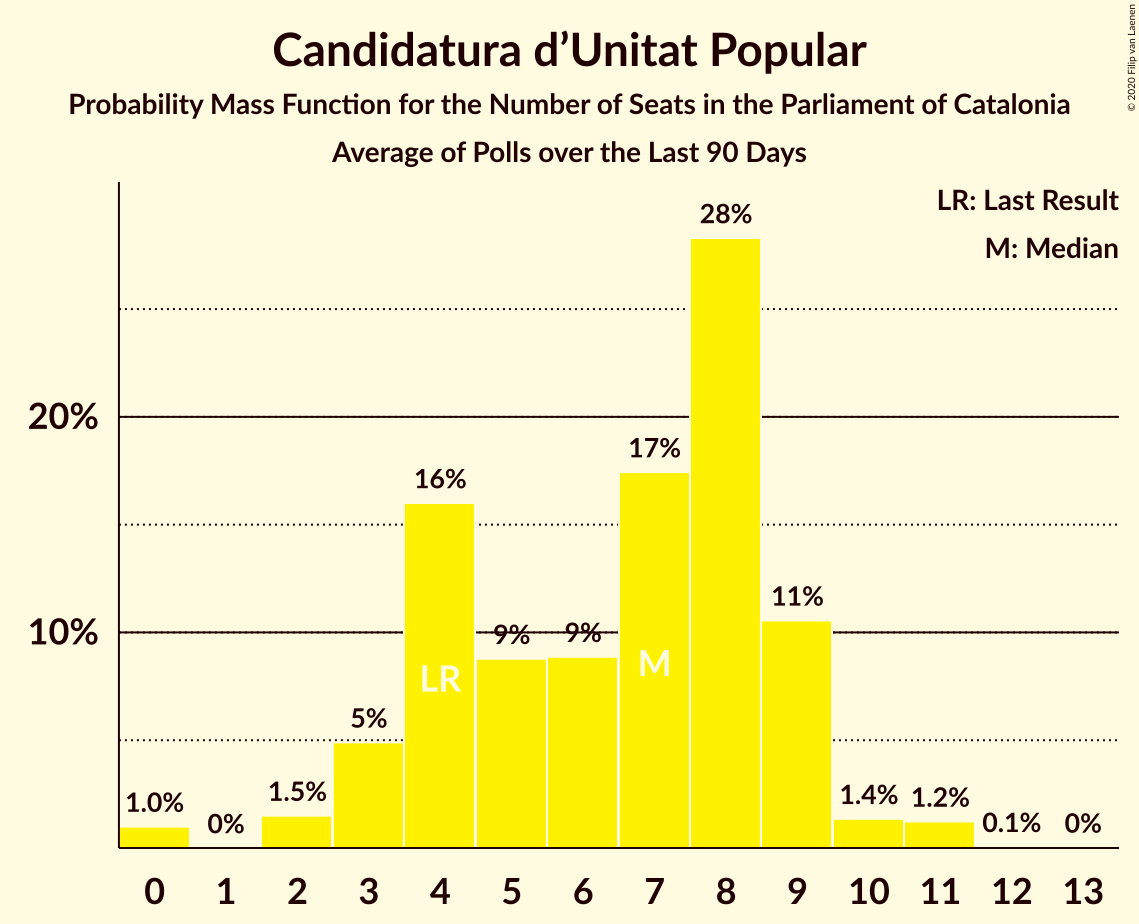 Candidatura d’Unitat Popular
Probability Mass Function for the Number of Seats in the Parliament of Catalonia
Average of Polls over the Last 90 Days
© 2020 Filip van Laenen
LR: Last Result
M: Median
28%
20%
17%
16%
11%
10%
9%
9%
LR
M
5%
1.0%
0%
1.5%
1.4%
1.2%
0.1%
0%
0 1 2 3 4 5 6 7 8 9 10 11 12 13